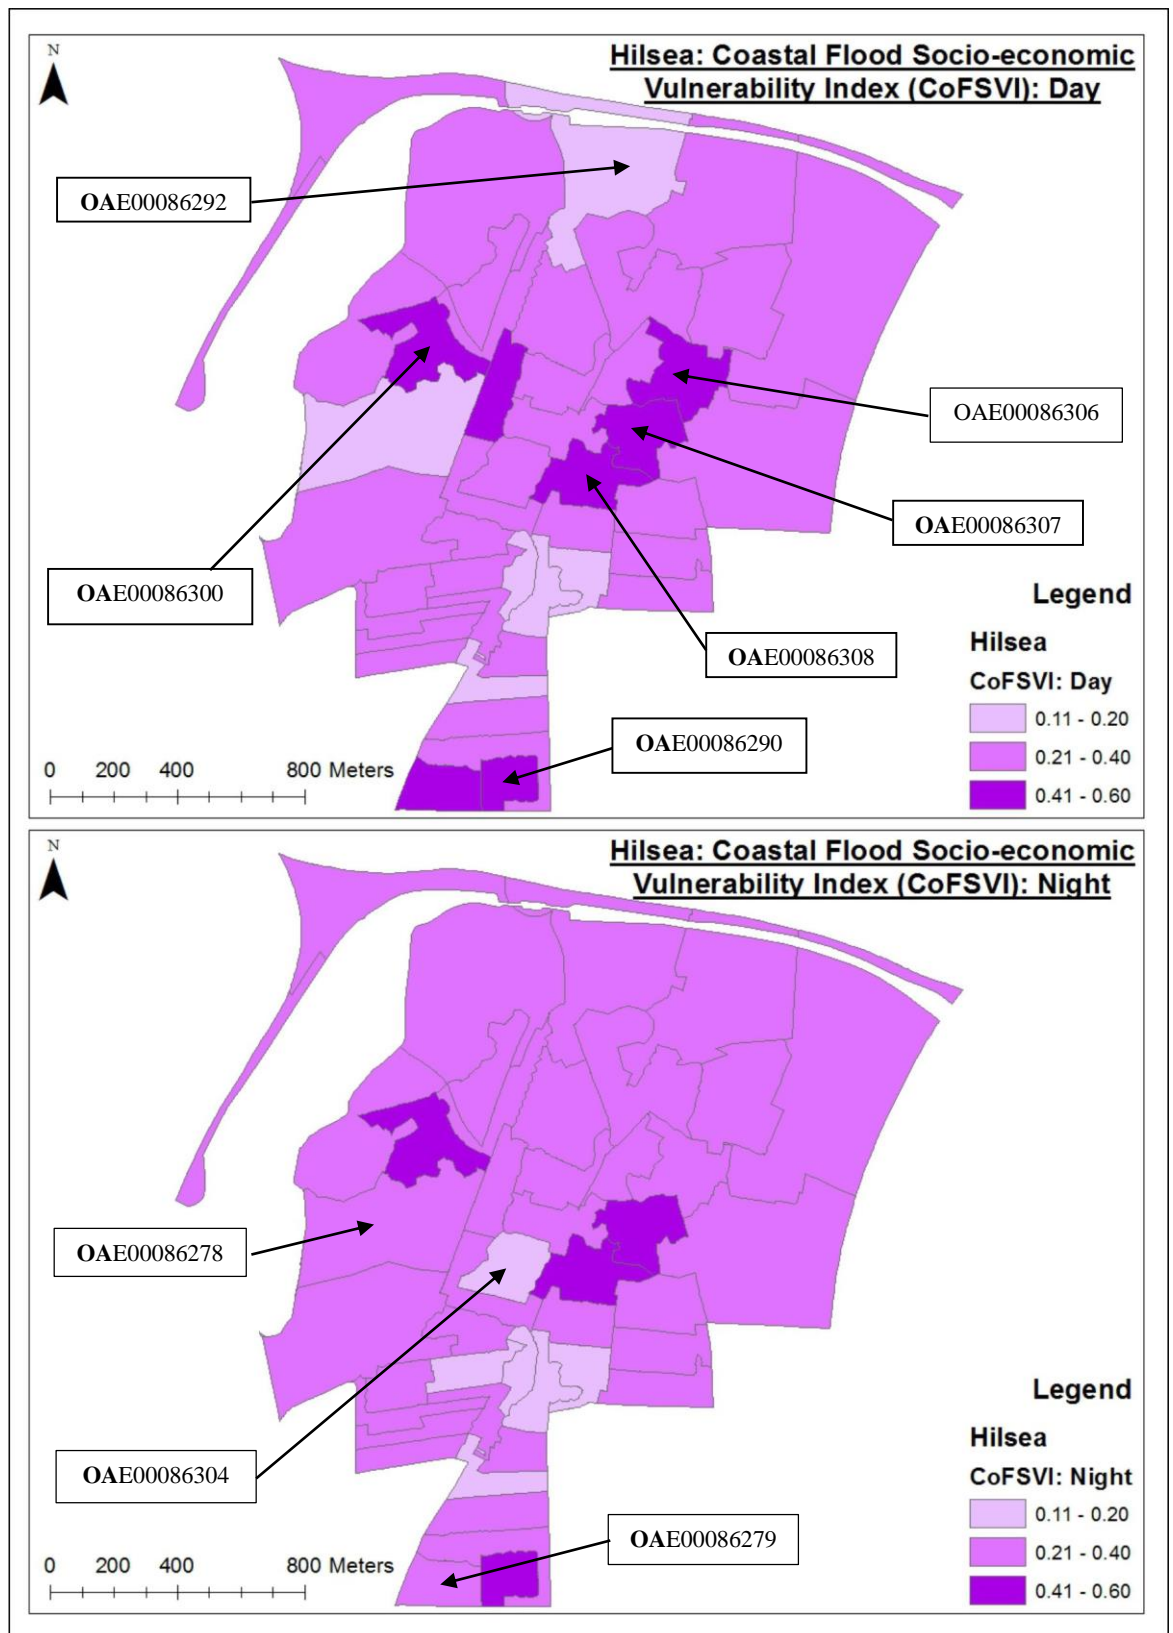 N
Hilsea: Coastal Flood Socio-economic
Vulnerability Index (CoFSVI): Day
OAE00086292
OAE00086306
OAE00086307
OAE00086300
OAE00086308
OAE00086290
Legend
Hilsea
CoFSVI: Day
0.11 - 0.20
0.21 - 0.40
0.41 - 0.60
0 200 400 800 Meters
N
Hilsea: Coastal Flood Socio-economic
Vulnerability Index (CoFSVI): Night
OAE00086278
OAE00086304
OAE00086279
Legend
Hilsea
CoFSVI: Night
0.11 - 0.20
0.21 - 0.40
0.41 - 0.60
0 200 400 800 Meters